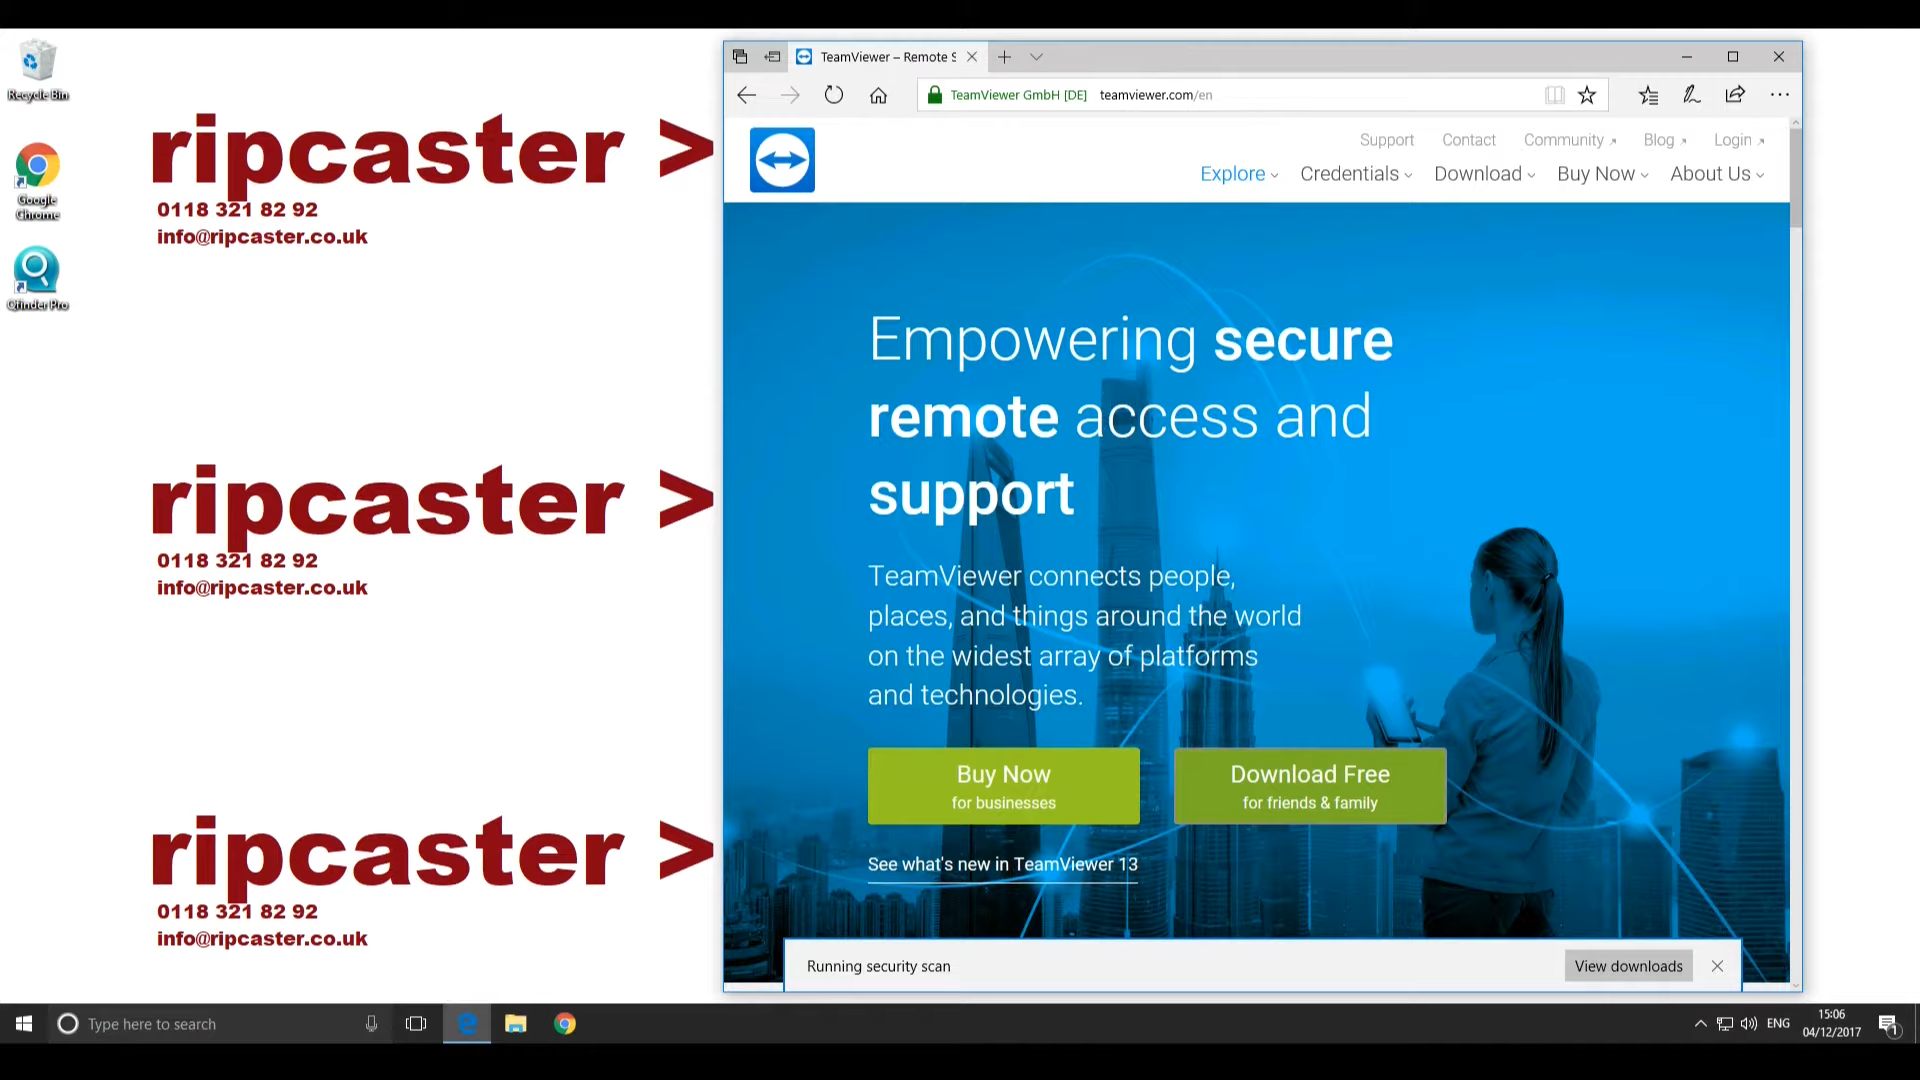 Recycle Bin
Google
Chrome
Qfinder Pro
ripcaster >
0118 321 82 92
info@ripcaster.co.uk
ripcaster >
0118 321 82 92
info@ripcaster.co.uk
ripcaster >
0118 321 82 92
info@ripcaster.co.uk
TeamViewer – Remote S
TeamViewer GmbH [DE] teamviewer.com/en
Support Contact Community Blog Login
Explore Credentials Download Buy Now About Us
Empowering secure
remote access and
support
TeamViewer connects people,
places, and things around the world
on the widest array of platforms
and technologies.
Buy Now
for businesses
Download Free
for friends & family
See what's new in TeamViewer 13
Running security scan
View downloads
Type here to search
ENG
15:06
04/12/2017
1